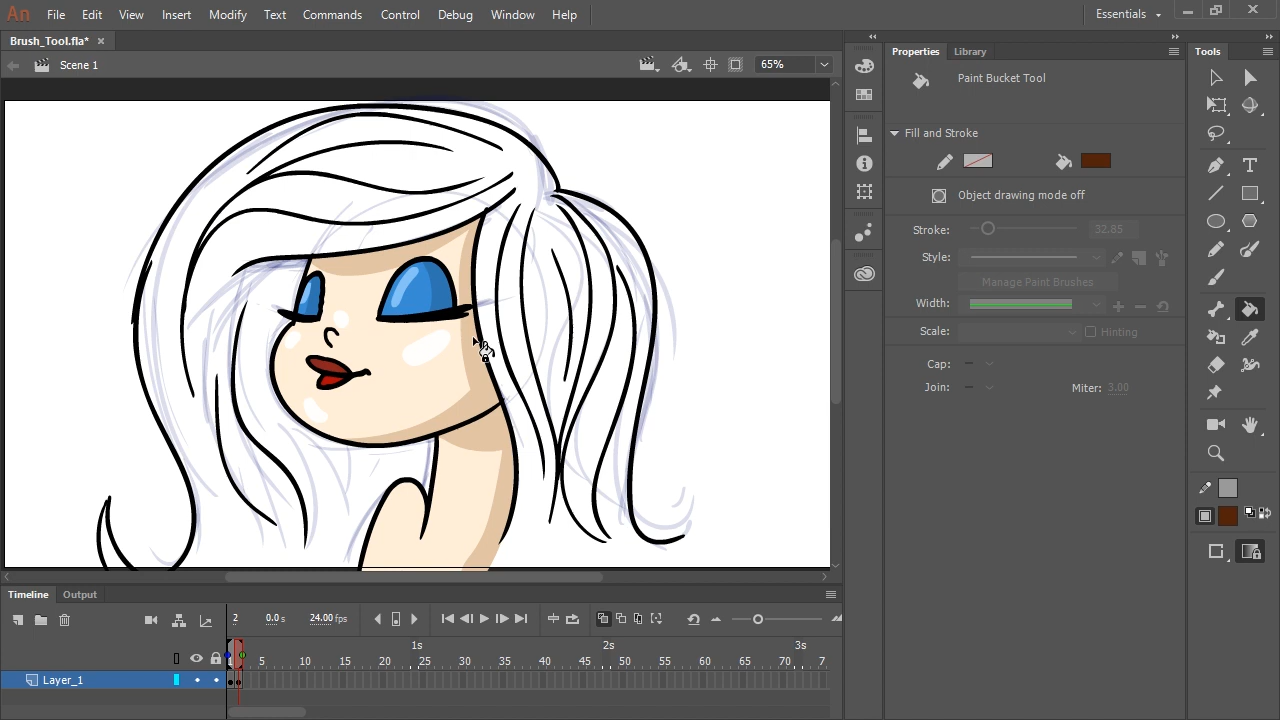 An File Edit View Insert Modify Text Commands Control Debug Window Help Essentials
Brush_Tool.fla*
Scene 1 65%
Properties Library Tools
Paint Bucket Tool
Fill and Stroke
Object drawing mode off
Stroke: 32.85
Style:
Manage Paint Brushes
Width:
Scale: Hinting
Cap:
Join: Miter: 3.00
Timeline Output
2 0.0 s 24.00 fps
1s 2s 3s
1 5 10 15 20 25 30 35 40 45 50 55 60 65 70 7
Layer_1